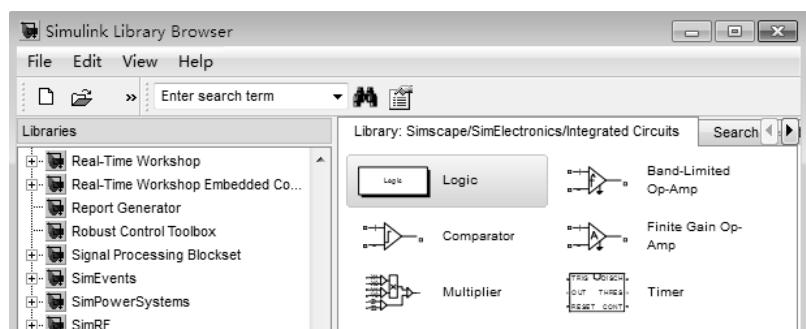 Simulink Library Browser
File Edit View Help
» Enter search term
Libraries
Library: Simscape/SimElectronics/Integrated Circuits
Search
Real-Time Workshop
Real-Time Workshop Embedded Co...
Report Generator
Robust Control Toolbox
Signal Processing Blockset
SimEvents
SimPowerSystems
SimRF
Logic Logic
Band-Limited
Op-Amp
Comparator
Finite Gain Op-
Amp
Multiplier
TRIG DISCH
OUT THRES
RESET CONT
Timer